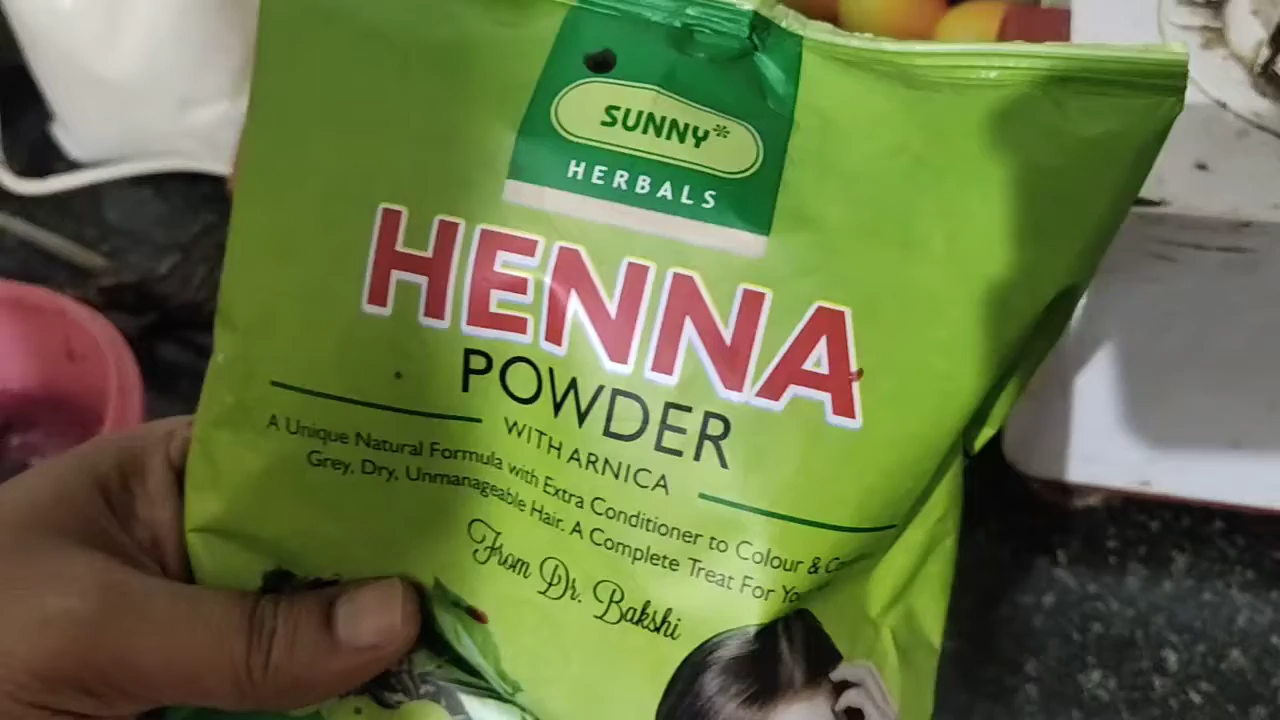 SUNNY*
HERBALS
HENNA
POWDER
WITH ARNICA
A Unique Natural Formula with Extra Conditioner to Colour &
Grey, Dry, Unmanageable Hair. A Complete Treat For
From Dr. Bakshi